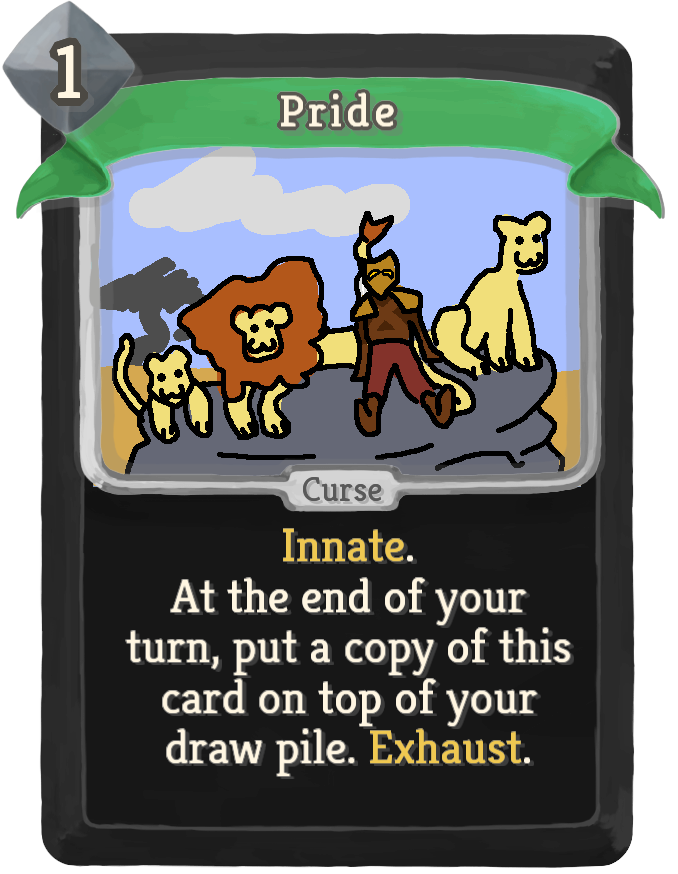 1
Pride
Curse
Innate.
At the end of your
turn, put a copy of this
card on top of your
draw pile. Exhaust.